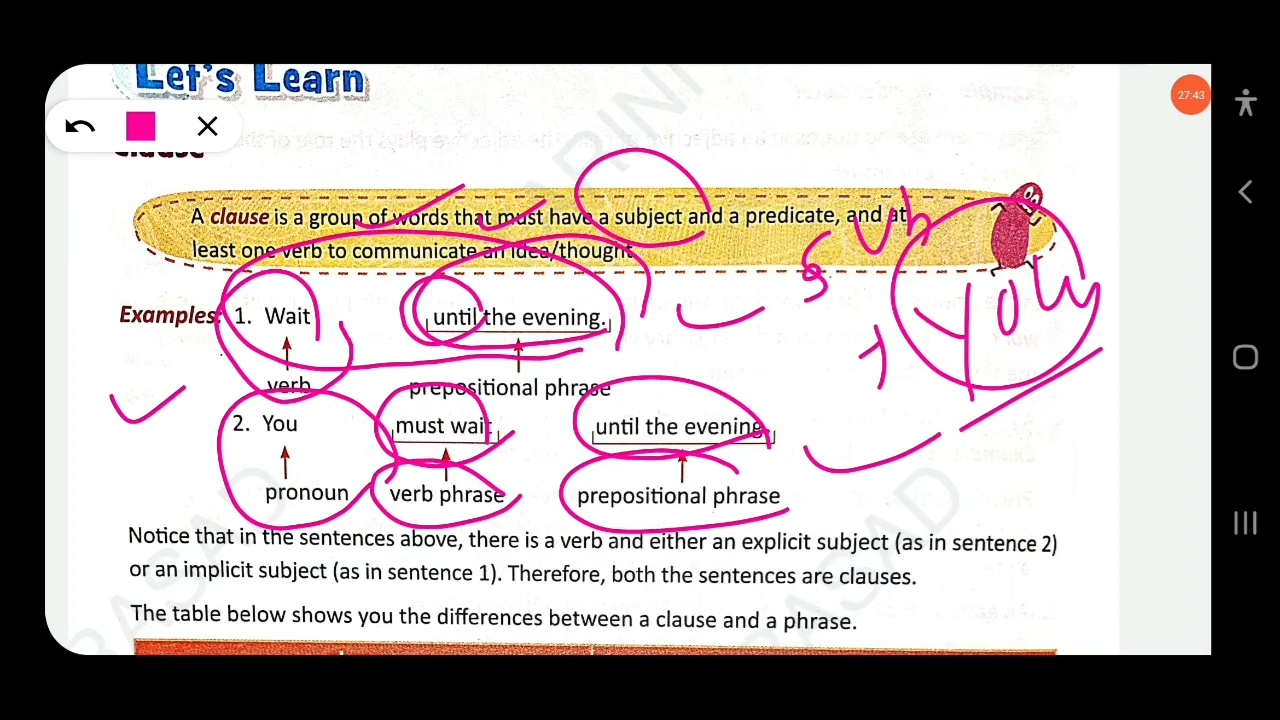 Let's Learn
27:43
Clause
A clause is a group of words that must have a subject and a predicate, and at
least one verb to communicate an idea/thought
sub
Examples: 1. Wait until the evening.
You
verb prepositional phrase
2. You must wait until the evening.
pronoun verb phrase prepositional phrase
Notice that in the sentences above, there is a verb and either an explicit subject (as in sentence 2)
or an implicit subject (as in sentence 1). Therefore, both the sentences are clauses.
The table below shows you the differences between a clause and a phrase.